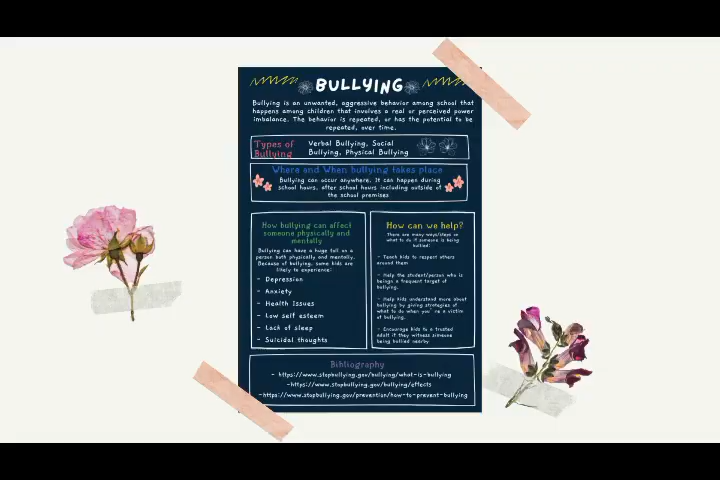 BULLYING
Bullying is an unwanted, aggressive behavior among school that
happens among children that involves a real or perceived power
imbalance. The behavior is repeated, or has the potential to be
repeated, over time.
Types of
Bullying
Verbal Bullying, Social
Bullying, Physical Bullying
Where and When bullying takes place
Bullying can occur anywhere. It can happen during
school hours, after school hours including outside of
the school premises
How bullying can affect
someone physically and
mentally
Bullying can have a huge toll on a
person both physically and mentally.
Because of bullying, some kids are
likely to experience:
- Depression
- Anxiety
- Health Issues
- Low self esteem
- Lack of sleep
- Suicidal thoughts
How can we help?
There are many ways/steps on
what to do if someone is being
bullied:
- Teach kids to respect others
around them
- Help the student/person who is
being a frequent target of
bullying.
- Help kids understand more about
bullying by giving strategies of
what to do when you're a victim
of bullying.
- Encourage kids to a trusted
adult if they witness someone
being bullied nearby
Bibliography
- https://www.stopbullying.gov/bullying/what-is-bullying
-https://www.stopbullying.gov/bullying/effects
-https://www.stopbullying.gov/prevention/how-to-prevent-bullying